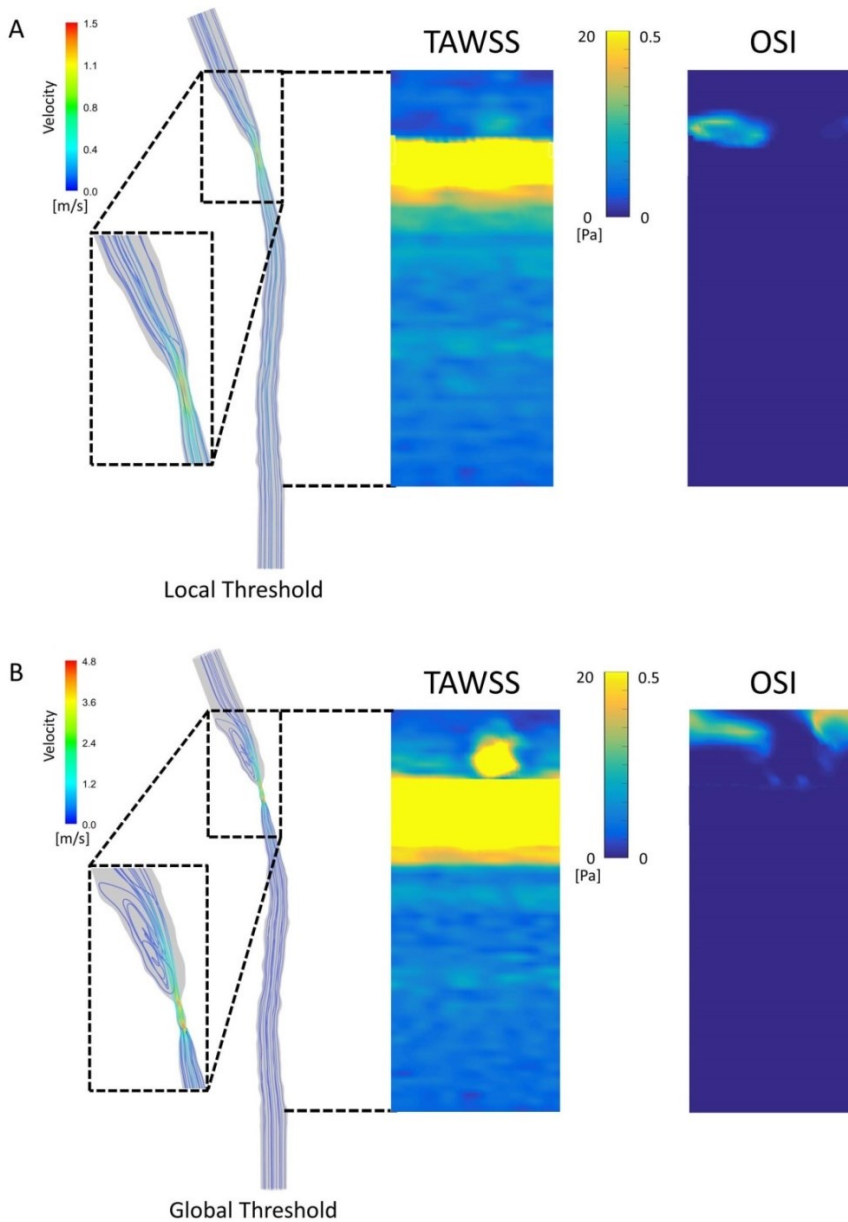 A
Velocity
1.5
1.1
0.8
0.4
0.0
[m/s]
TAWSS
20
0
[Pa]
0.5
0
OSI
Local Threshold
B
Velocity
4.8
3.6
2.4
1.2
0.0
[m/s]
TAWSS
20
0
[Pa]
0.5
0
OSI
Global Threshold